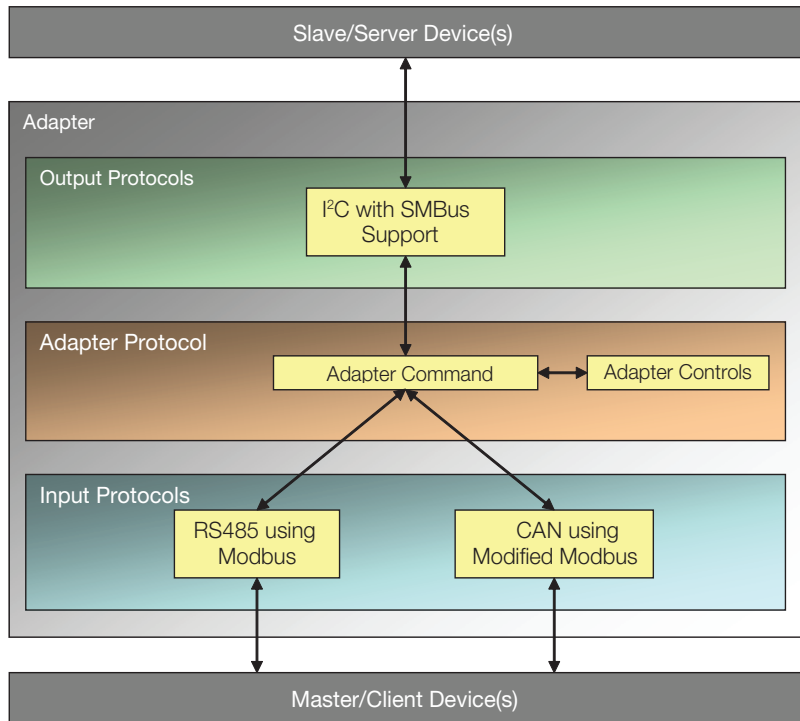 Slave/Server Device(s)
Adapter
Output Protocols
I²C with SMBus
Support
Adapter Protocol
Adapter Command
Adapter Controls
Input Protocols
RS485 using
Modbus
CAN using
Modified Modbus
Master/Client Device(s)